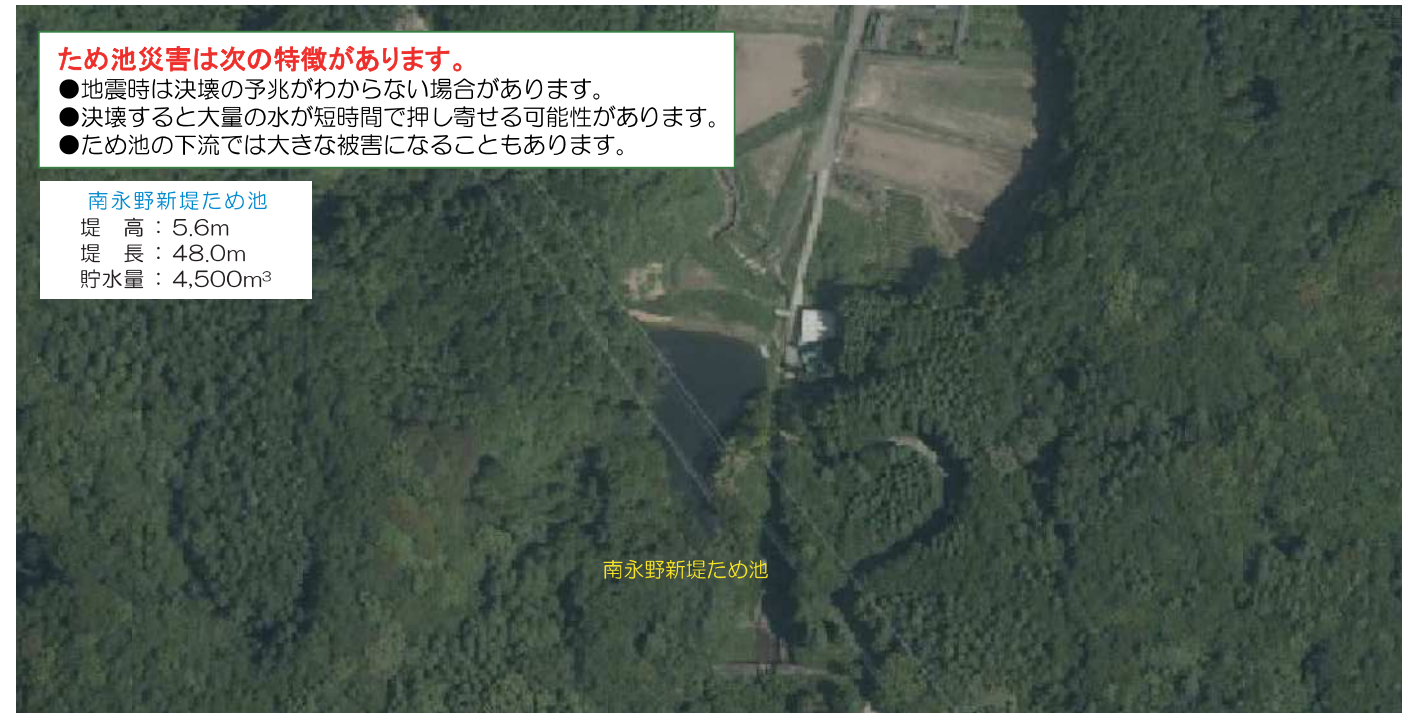 ため池災害は次の特徴があります。
●地震時は決壊の予兆がわからない場合があります。
●決壊すると大量の水が短時間で押し寄せる可能性があります。
●ため池の下流では大きな被害になることもあります。
南永野新堤ため池
堤　高：5.6m
堤　長：48.0m
貯水量：4,500m³
南永野新堤ため池